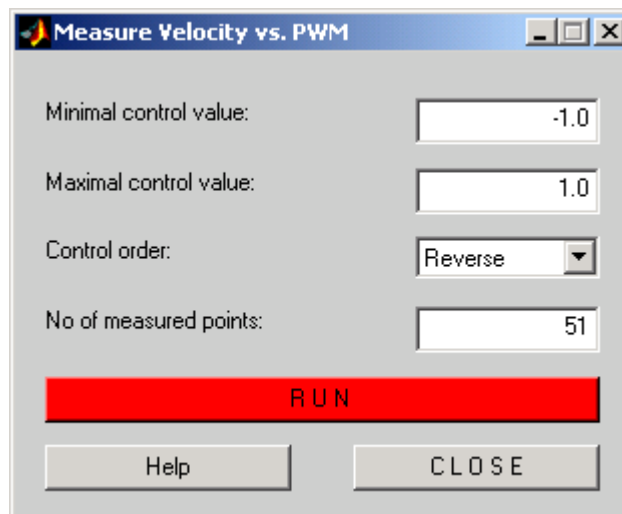 Measure Velocity vs. PWM
Minimal control value: -1.0
Maximal control value: 1.0
Control order: Reverse
No of measured points: 51
R U N
Help C L O S E